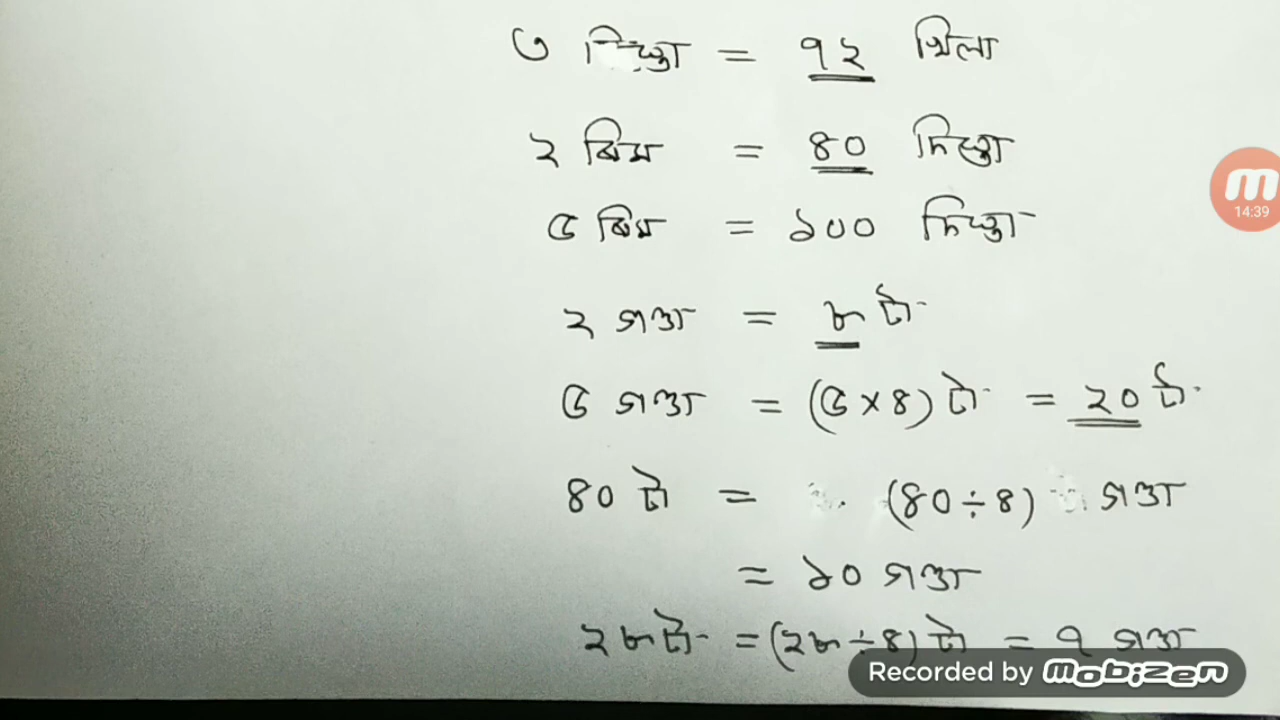 ৩ দিস্তা = ৭২ খিলা
২ ৰিম = ৪০ দিস্তা
৫ ৰিম = ১০০ দিস্তা
২ গণ্ডা = ৮ টা
৫ গণ্ডা = (৫×৪) টা = ২০ টা
৪০ টা = (৪০÷৪) গণ্ডা
= ১০ গণ্ডা
২৮ টা = (২৮÷৪) টা = ৭ গণ্ডা
14:39
Recorded by Mobizen